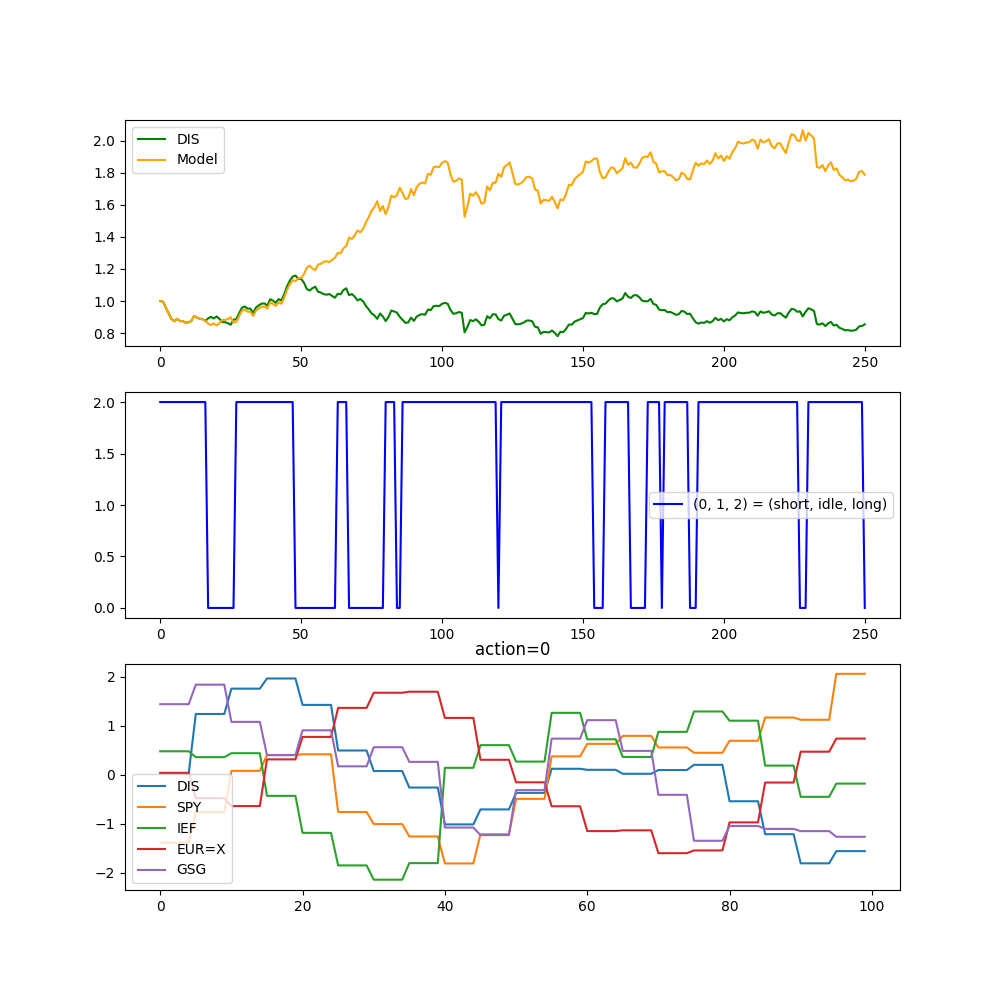 2.0
1.8
1.6
1.4
1.2
1.0
0.8
DIS
Model
0 50 100 150 200 250
2.0
1.5
1.0
0.5
0.0
(0, 1, 2) = (short, idle, long)
0 50 100 150 200 250
action=0
2
1
0
−1
−2
DIS
SPY
IEF
EUR=X
GSG
0 20 40 60 80 100